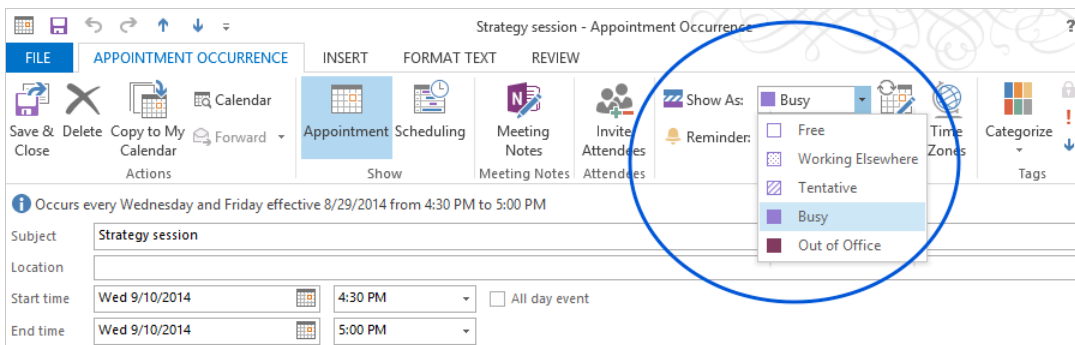 Strategy session - Appointment Occurrence ?
FILE APPOINTMENT OCCURRENCE INSERT FORMAT TEXT REVIEW
Save & Close
Delete
Copy to My Calendar
Calendar
Forward
Actions
Appointment
Scheduling
Show
Meeting Notes
Meeting Notes
Invite Attendees
Attendees
Show As: Busy
Reminder:
Free
Working Elsewhere
Tentative
Busy
Out of Office
Time Zones
Categorize
Tags
Occurs every Wednesday and Friday effective 8/29/2014 from 4:30 PM to 5:00 PM
Subject Strategy session
Location
Start time Wed 9/10/2014 4:30 PM All day event
End time Wed 9/10/2014 5:00 PM